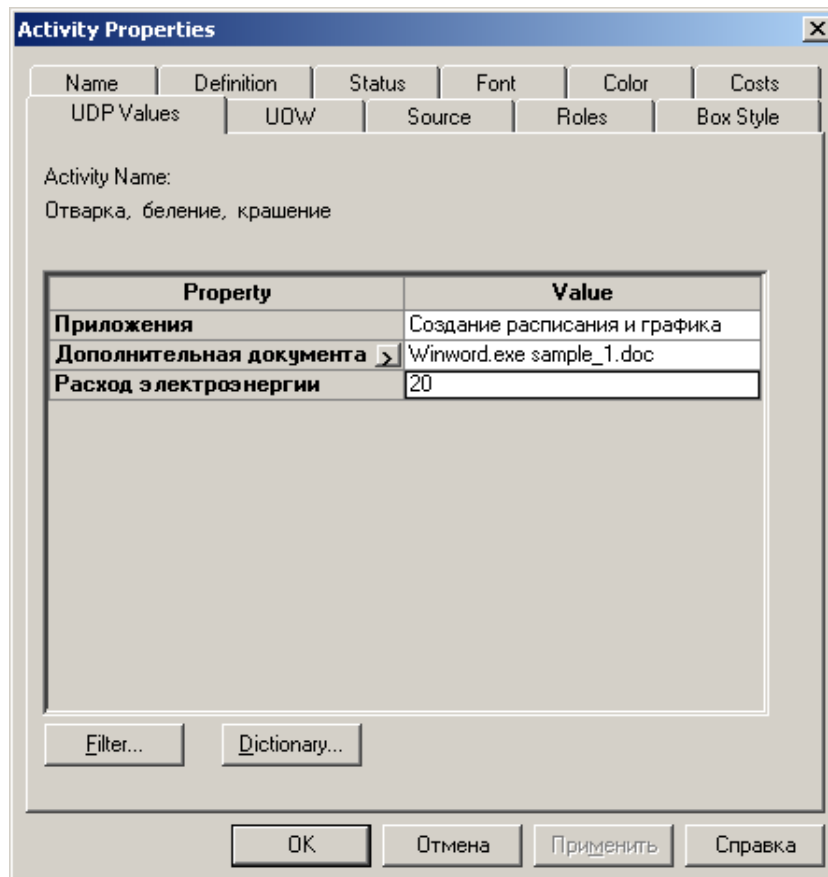 Activity Properties
Name Definition Status Font Color Costs
UDP Values UOW Source Roles Box Style
Activity Name:
Отварка, беление, крашение
Property Value
Приложения Создание расписания и графика
Дополнительная документа Winword.exe sample_1.doc
Расход электроэнергии 20
Filter... Dictionary...
OK Отмена Применить Справка